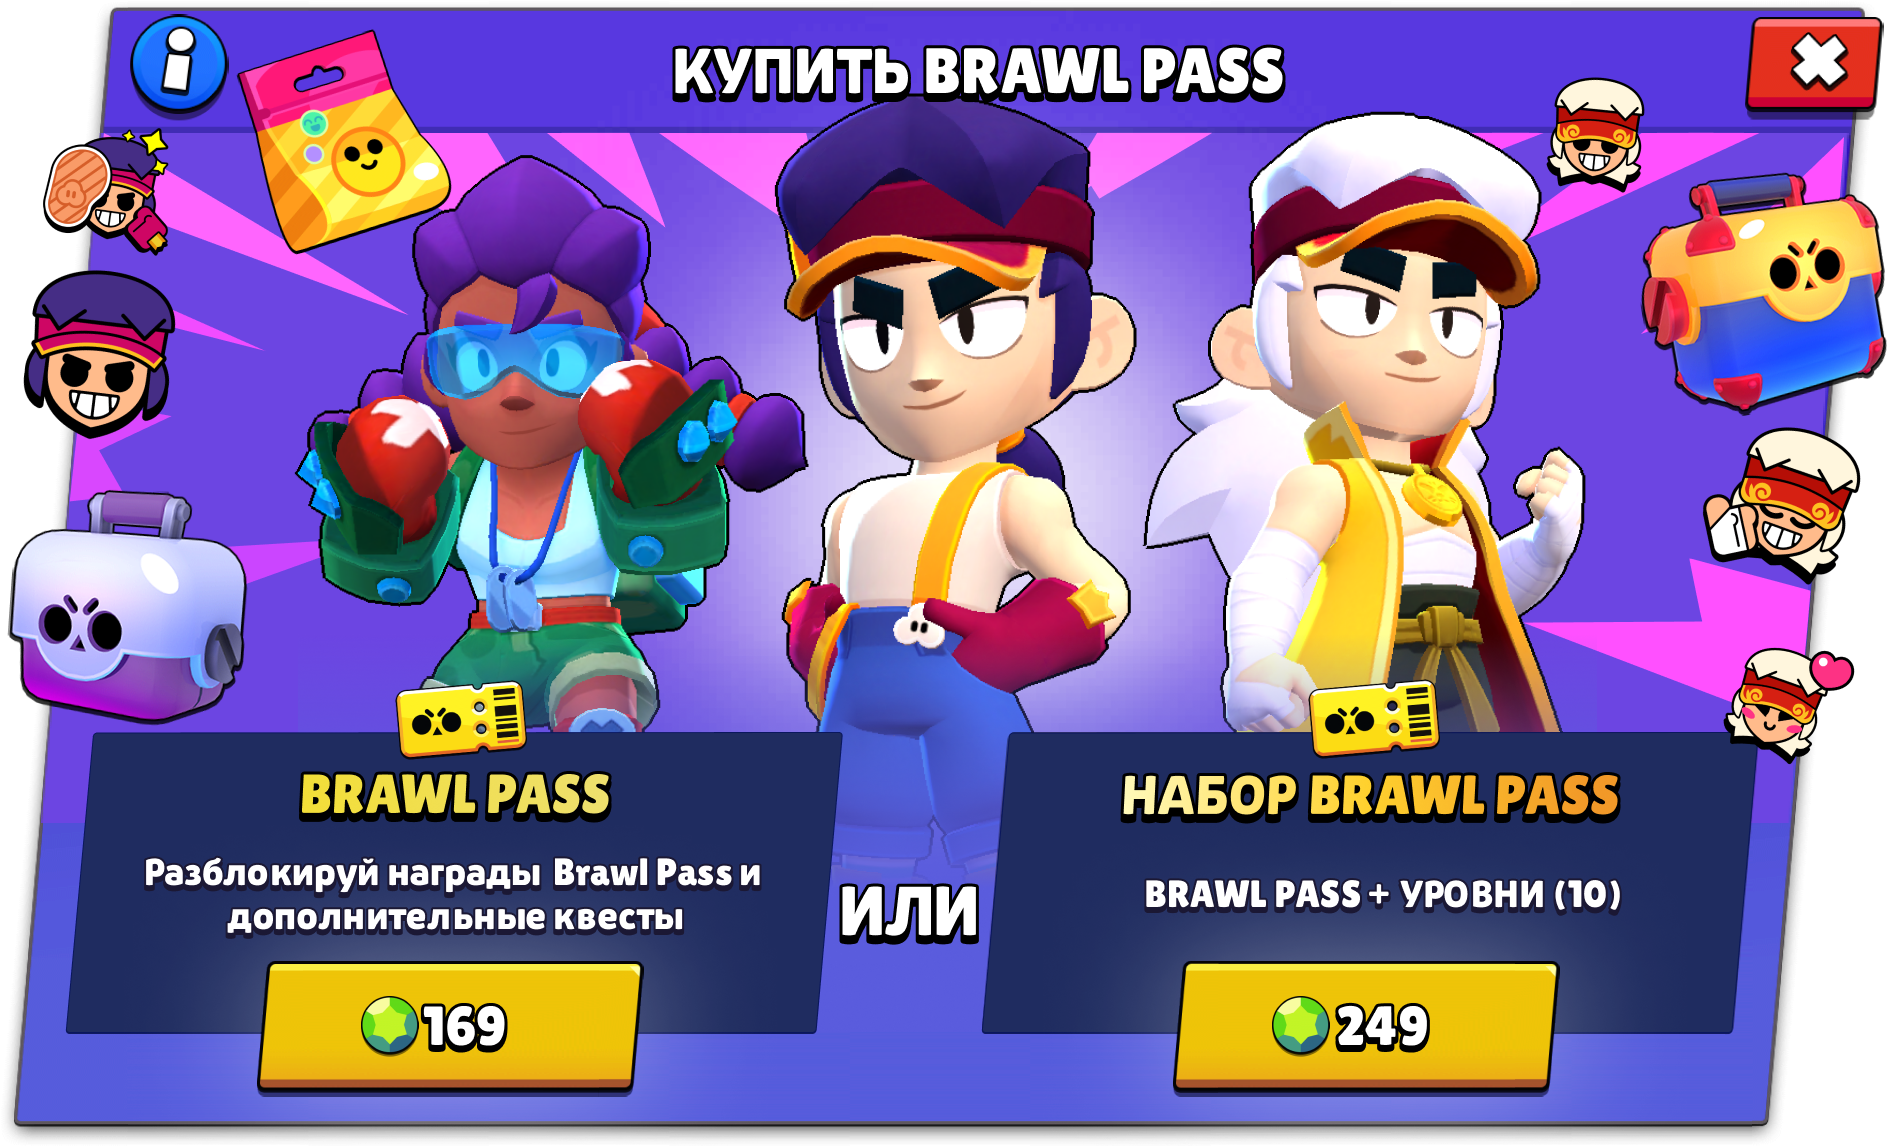 КУПИТЬ BRAWL PASS
BRAWL PASS
Разблокируй награды Brawl Pass и
дополнительные квесты
169
ИЛИ
НАБОР BRAWL PASS
BRAWL PASS + УРОВНИ (10)
249